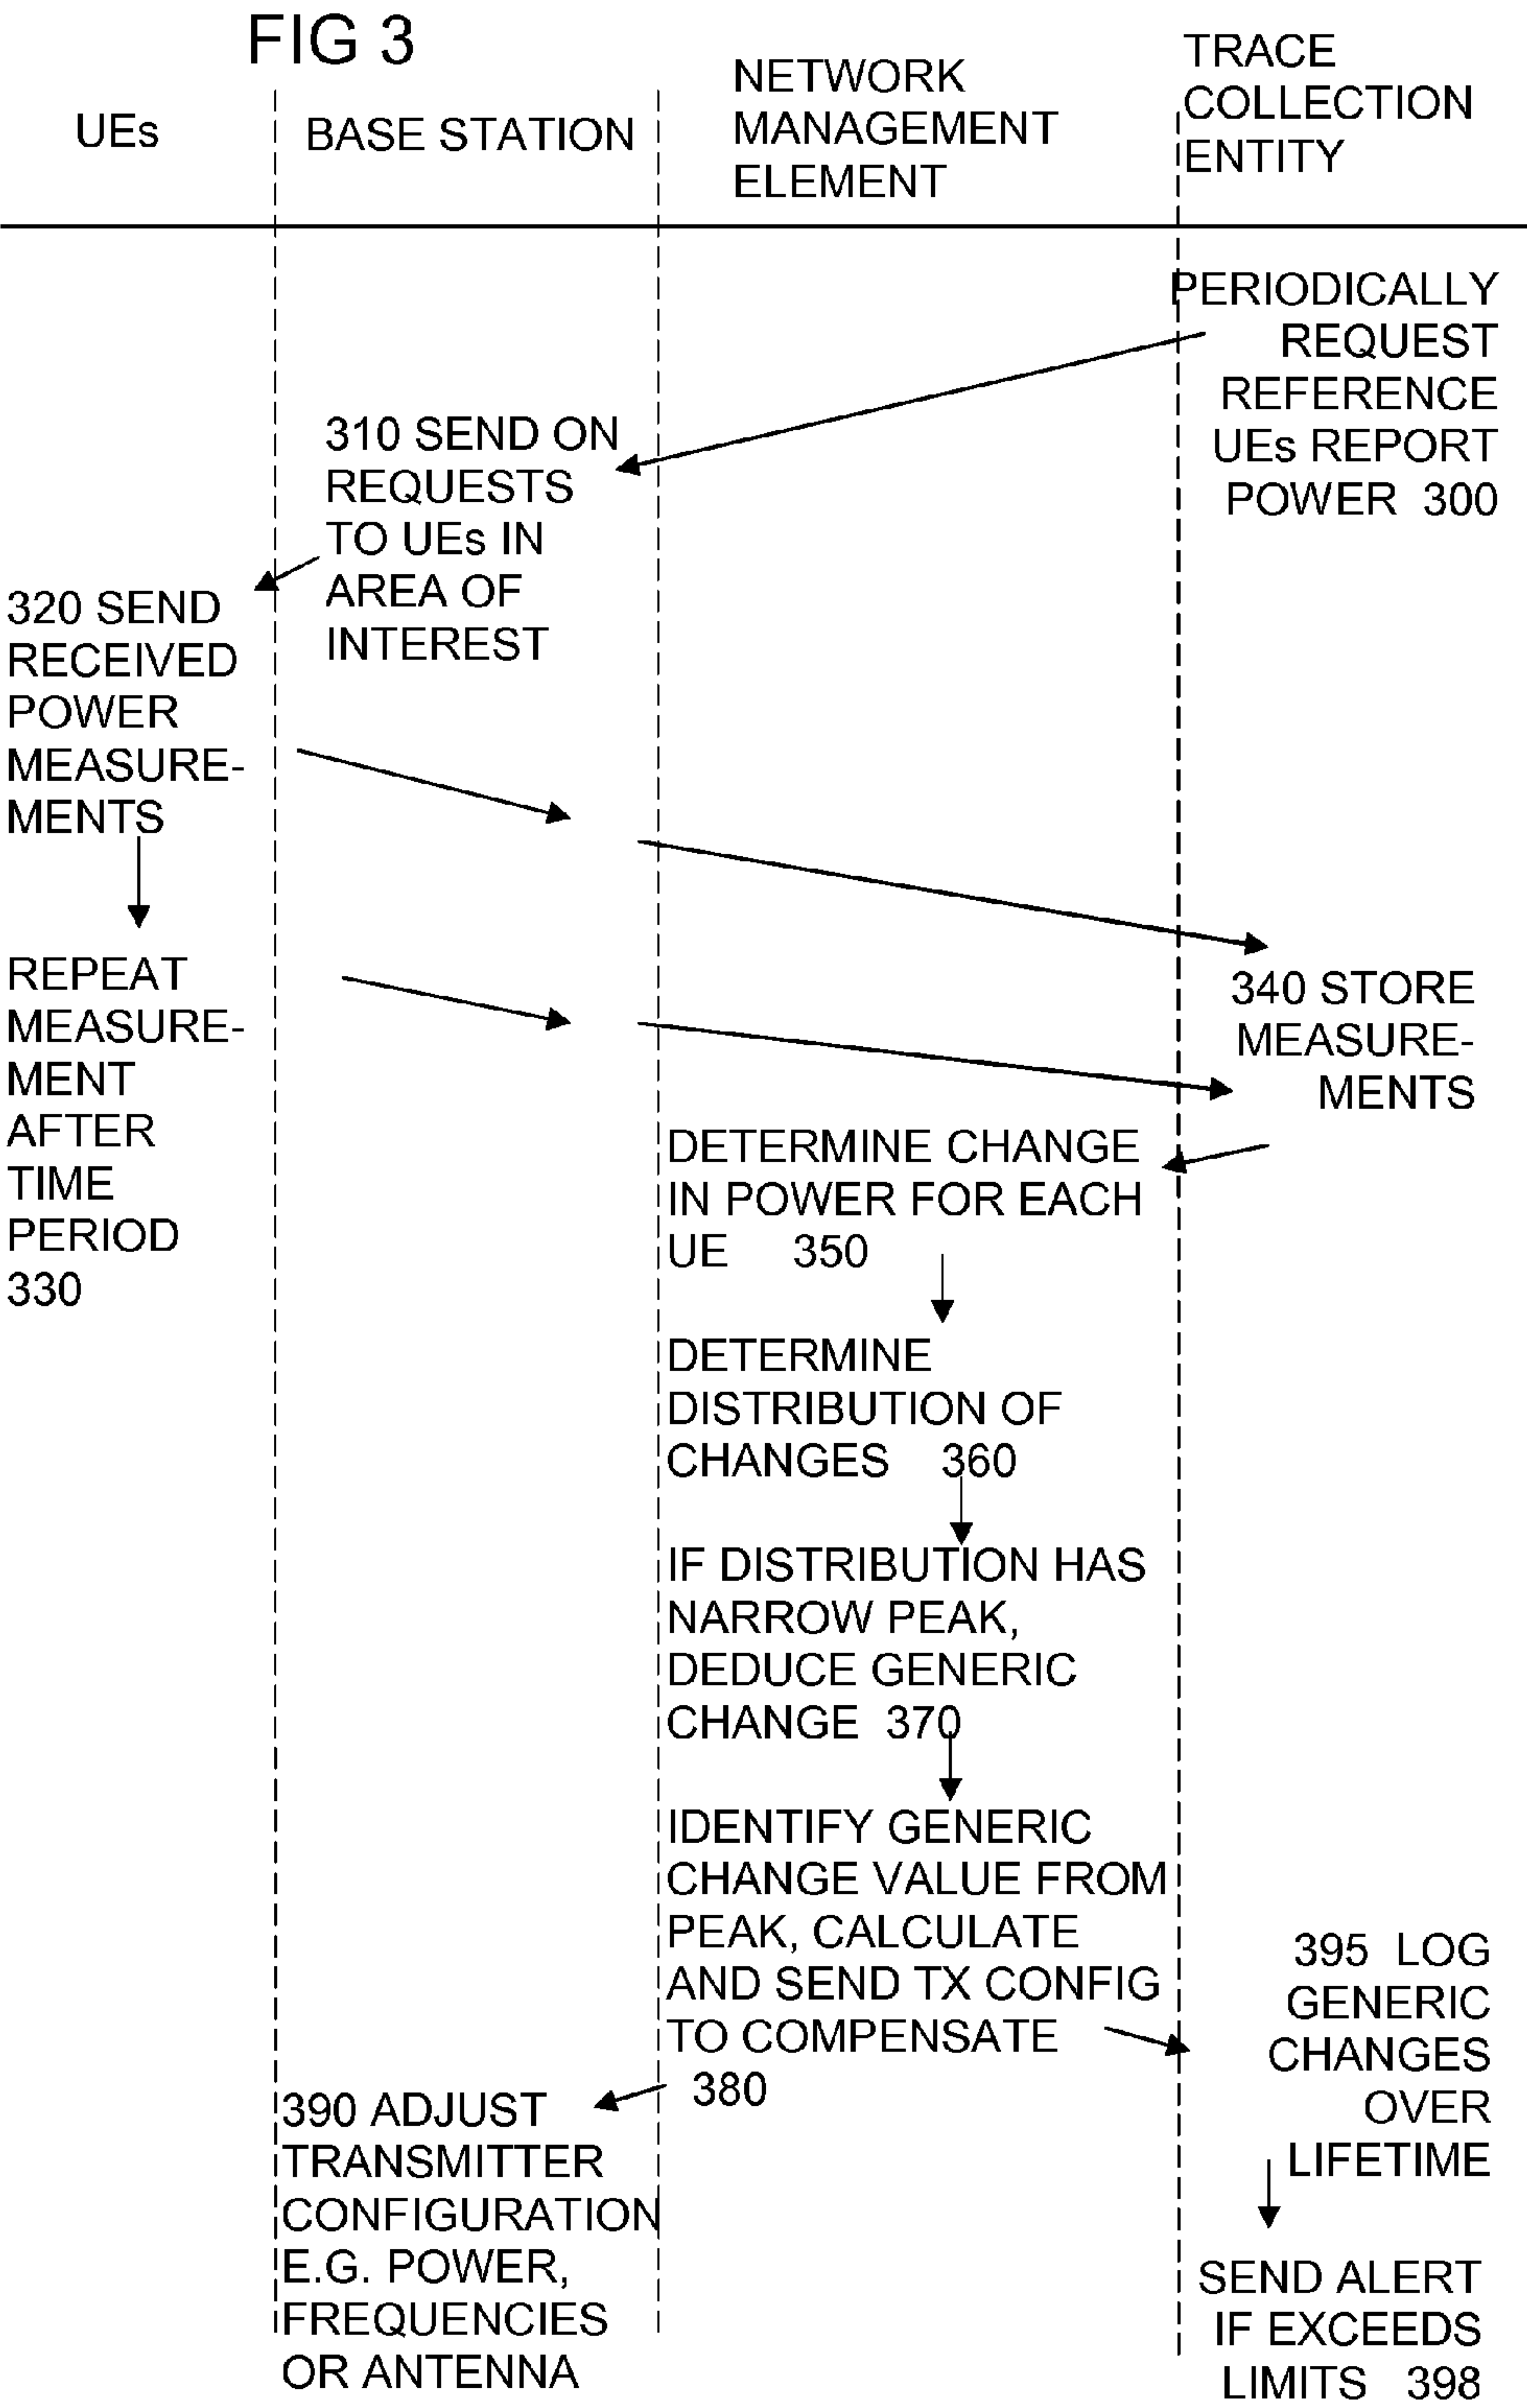 FIG 3
UEs
BASE STATION
NETWORK
MANAGEMENT
ELEMENT
TRACE
COLLECTION
ENTITY
PERIODICALLY
REQUEST
REFERENCE
UEs REPORT
POWER 300
310 SEND ON
REQUESTS
TO UEs IN
AREA OF
INTEREST
320 SEND
RECEIVED
POWER
MEASURE-
MENTS
REPEAT
MEASURE-
MENT
AFTER
TIME
PERIOD
330
340 STORE
MEASURE-
MENTS
DETERMINE CHANGE
IN POWER FOR EACH
UE 350
DETERMINE
DISTRIBUTION OF
CHANGES 360
IF DISTRIBUTION HAS
NARROW PEAK,
DEDUCE GENERIC
CHANGE 370
IDENTIFY GENERIC
CHANGE VALUE FROM
PEAK, CALCULATE
AND SEND TX CONFIG
TO COMPENSATE
380
390 ADJUST
TRANSMITTER
CONFIGURATION
E.G. POWER,
FREQUENCIES
OR ANTENNA
395 LOG
GENERIC
CHANGES
OVER
LIFETIME
SEND ALERT
IF EXCEEDS
LIMITS 398